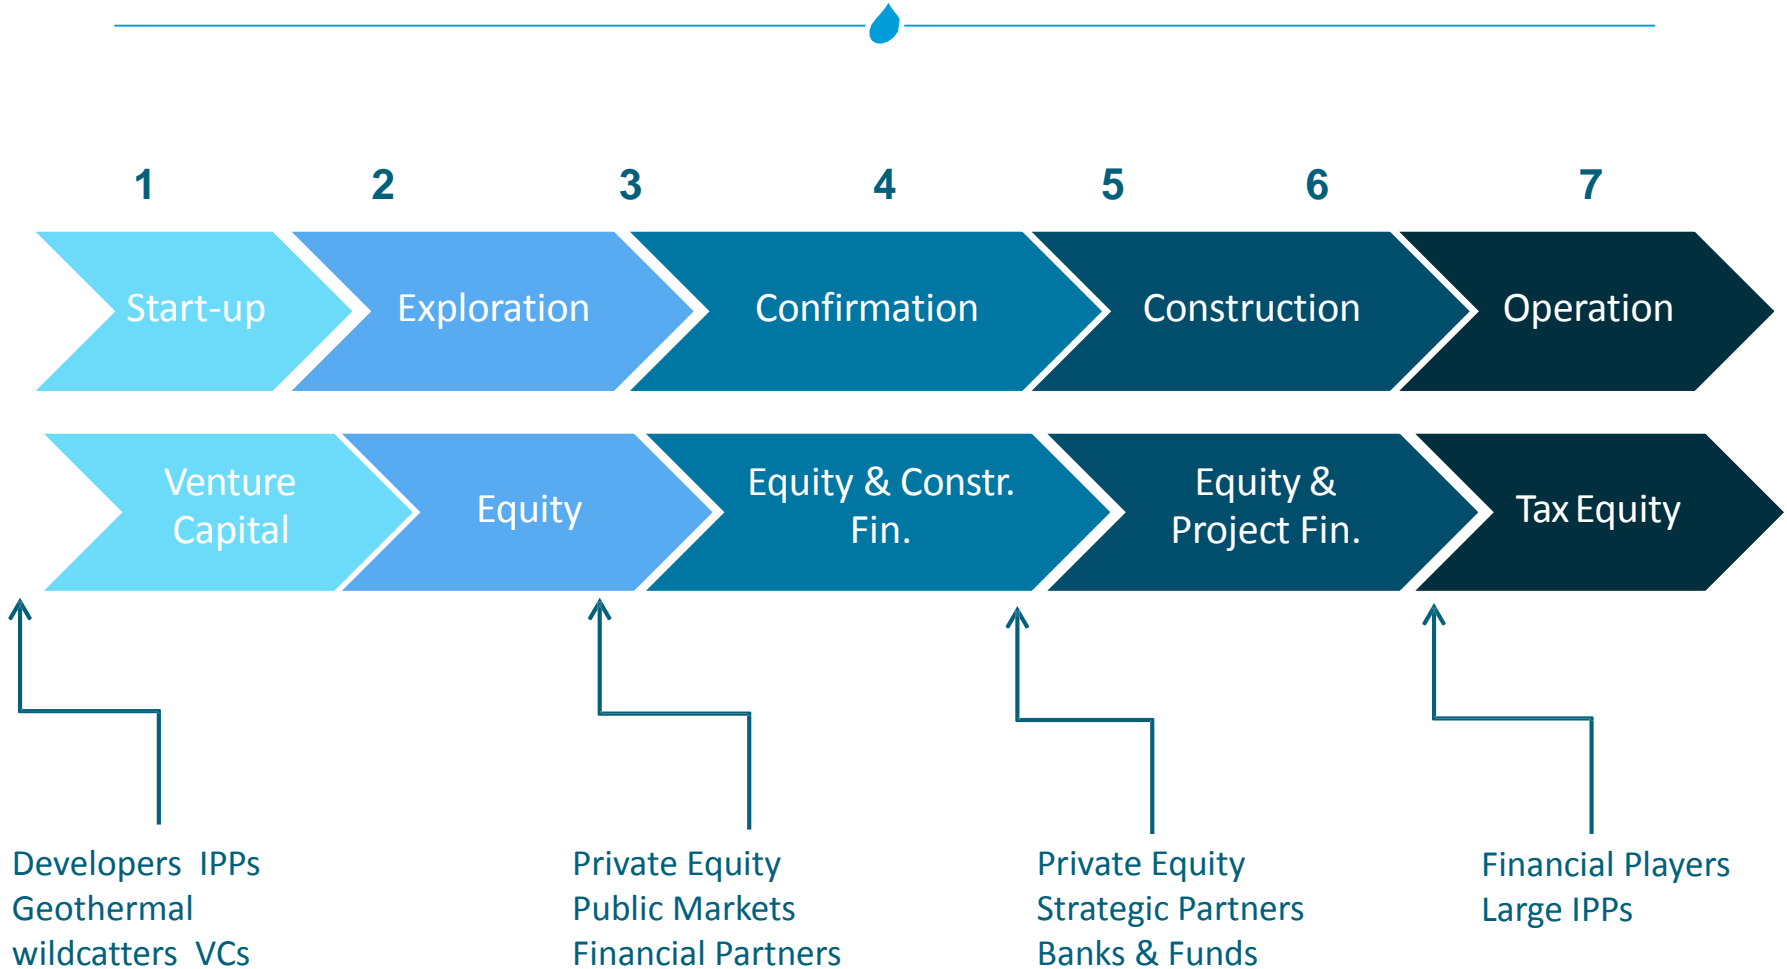 1 2 3 4 5 6 7
Start-up
Exploration
Confirmation
Construction
Operation
Venture
Capital
Equity
Equity & Constr.
Fin.
Equity &
Project Fin.
Tax Equity
Developers IPPs
Geothermal
wildcatters VCs
Private Equity
Public Markets
Financial Partners
Private Equity
Strategic Partners
Banks & Funds
Financial Players
Large IPPs